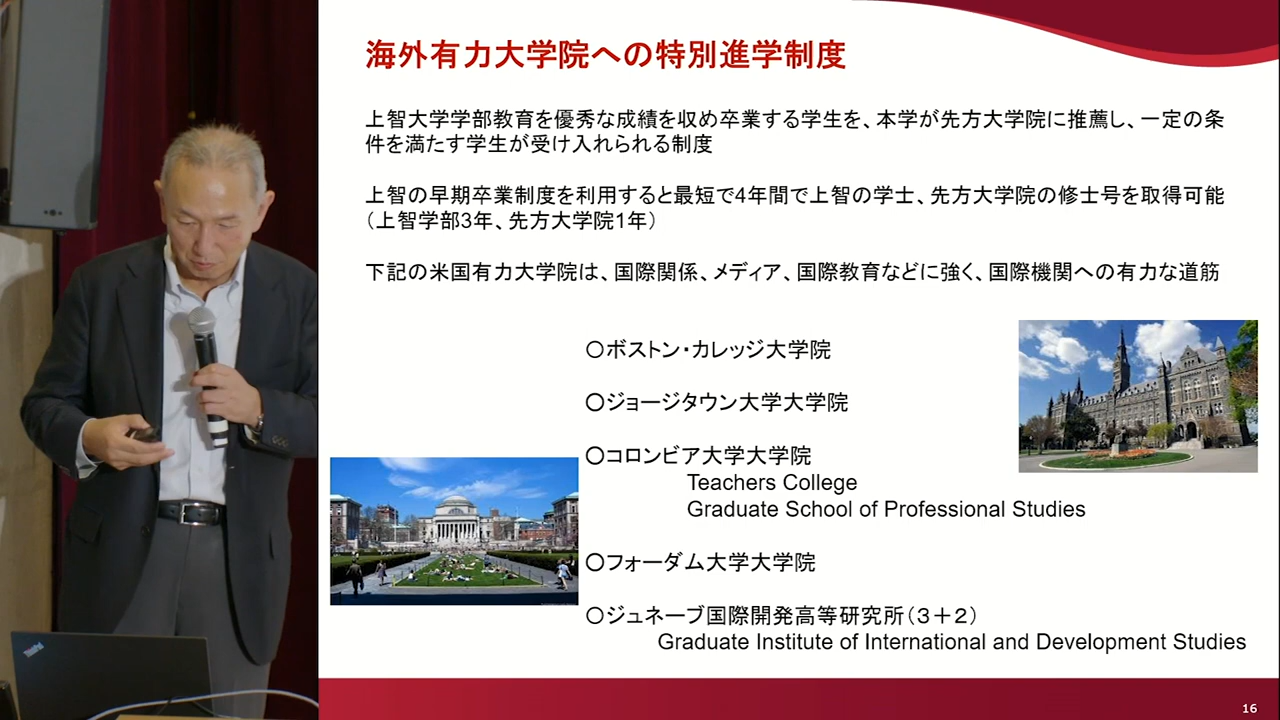 海外有力大学院への特別進学制度
上智大学学部教育を優秀な成績を収め卒業する学生を、本学が先方大学院に推薦し、一定の条
件を満たす学生が受け入れられる制度
上智の早期卒業制度を利用すると最短で4年間で上智の学士、先方大学院の修士号を取得可能
（上智学部3年、先方大学院1年）
下記の米国有力大学院は、国際関係、メディア、国際教育などに強く、国際機関への有力な道筋
〇ボストン・カレッジ大学院
〇ジョージタウン大学大学院
〇コロンビア大学大学院
Teachers College
Graduate School of Professional Studies
〇フォーダム大学大学院
〇ジュネーブ国際開発高等研究所（３＋２）
Graduate Institute of International and Development Studies
16
ThinkPad